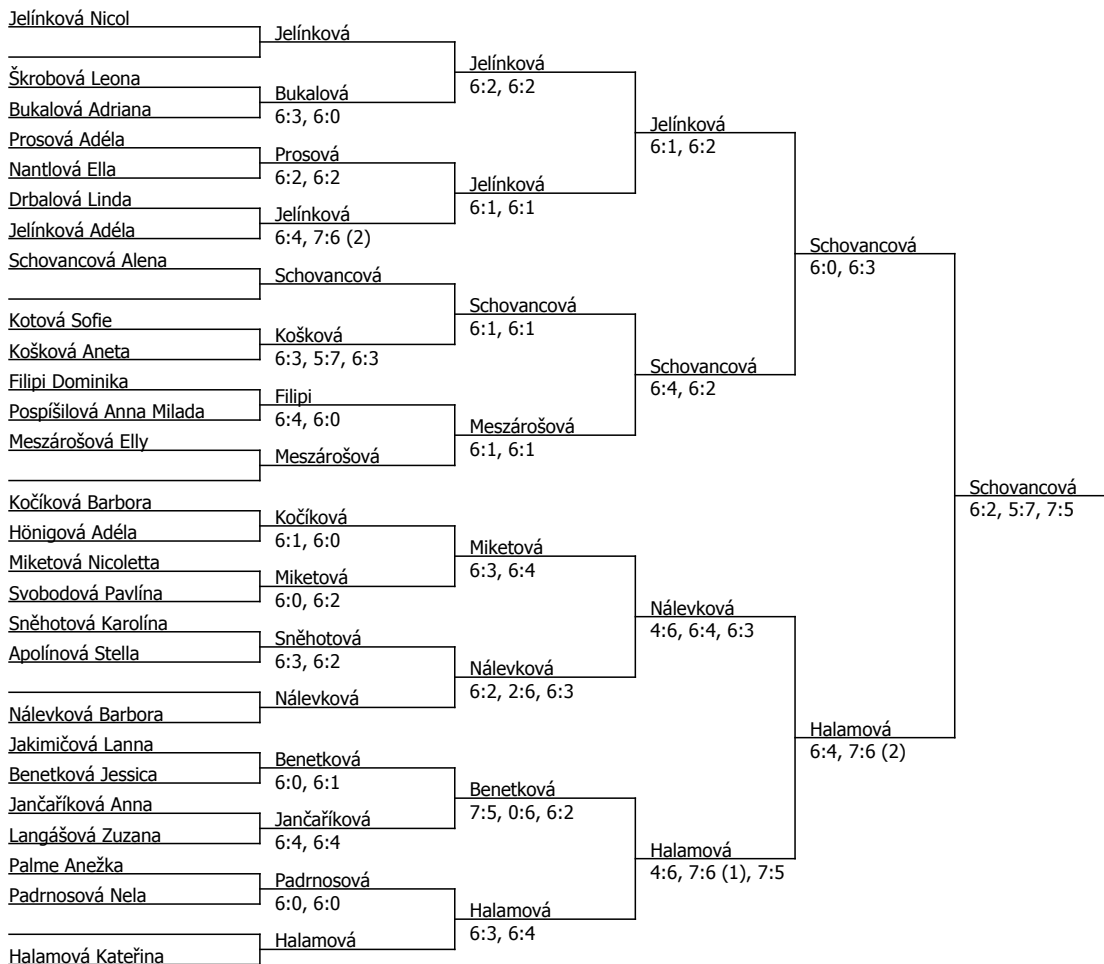 Jelínková Nicol
Škrobová Leona
Bukalová Adriana
Prosová Adéla
Nantlová Ella
Drbalová Linda
Jelínková Adéla
Schovancová Alena
Kotová Sofie
Košková Aneta
Filipi Dominika
Pospíšilová Anna Milada
Meszárošová Elly
Kočíková Barbora
Hönigová Adéla
Miketová Nicoletta
Svobodová Pavlína
Sněhotová Karolína
Apolínová Stella
Nálevková Barbora
Jakimičová Lanna
Benetková Jessica
Jančaříková Anna
Langášová Zuzana
Palme Anežka
Padrnosová Nela
Halamová Kateřina
Jelínková
Bukalová
6:3, 6:0
Prosová
6:2, 6:2
Jelínková
6:4, 7:6 (2)
Schovancová
Košková
6:3, 5:7, 6:3
Filipi
6:4, 6:0
Meszárošová
Kočíková
6:1, 6:0
Miketová
6:0, 6:2
Sněhotová
6:3, 6:2
Nálevková
Benetková
6:0, 6:1
Jančaříková
6:4, 6:4
Padrnosová
6:0, 6:0
Halamová
Jelínková
6:2, 6:2
Jelínková
6:1, 6:1
Schovancová
6:1, 6:1
Meszárošová
6:1, 6:1
Miketová
6:3, 6:4
Nálevková
6:2, 2:6, 6:3
Benetková
7:5, 0:6, 6:2
Halamová
6:3, 6:4
Jelínková
6:1, 6:2
Schovancová
6:4, 6:2
Nálevková
4:6, 6:4, 6:3
Halamová
4:6, 7:6 (1), 7:5
Schovancová
6:0, 6:3
Halamová
6:4, 7:6 (2)
Schovancová
6:2, 5:7, 7:5